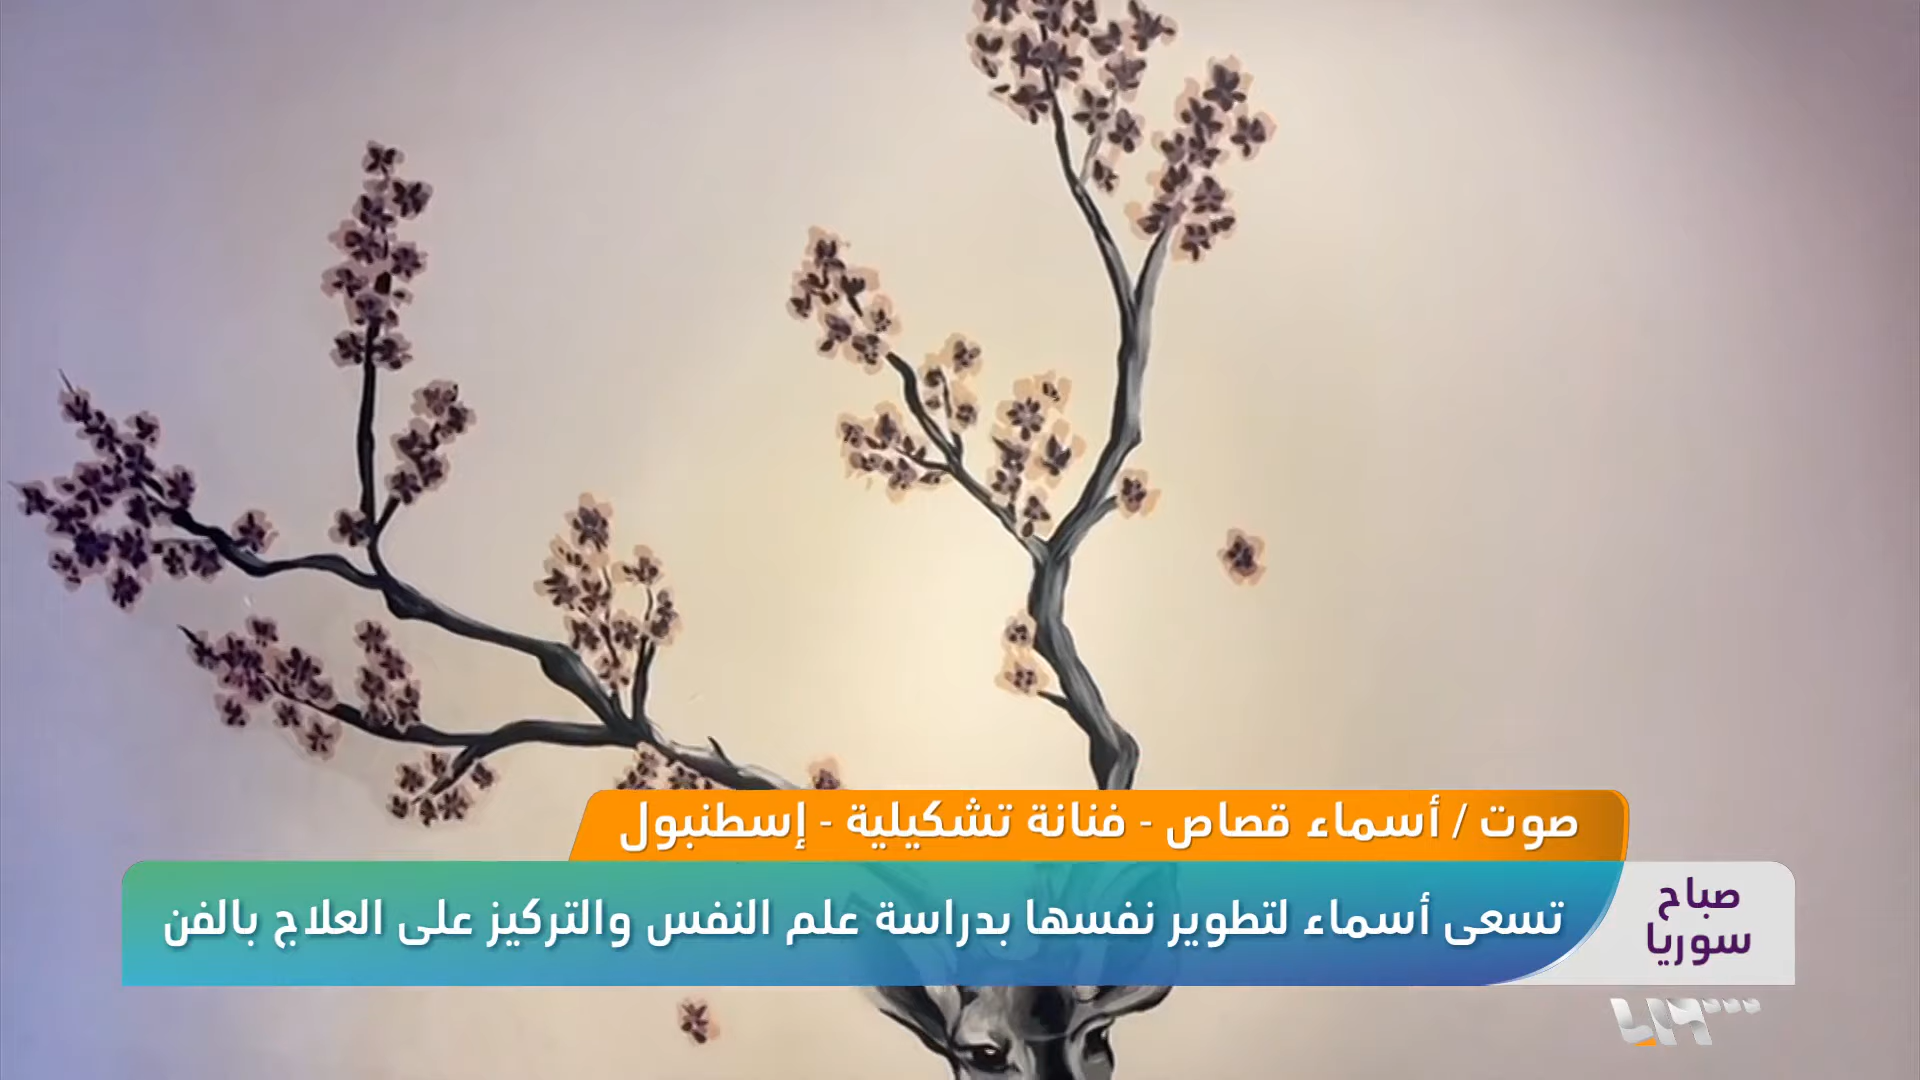 صوت / أسماء قصاص - فنانة تشكيلية - إسطنبول
تسعى أسماء لتطوير نفسها بدراسة علم النفس والتركيز على العلاج بالفن
صباح
سوريا